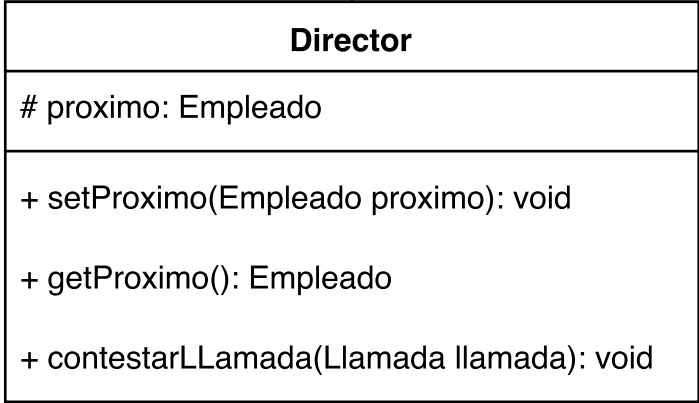 Director
# proximo: Empleado
+ setProximo(Empleado proximo): void
+ getProximo(): Empleado
+ contestarLLamada(Llamada llamada): void